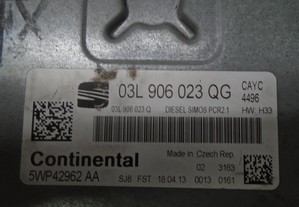 03L 906 023 QG
CAYC
4496
03L 906 023 Q
DIESEL SIMOS PCR2.1
HW: H33
Continental
Made in Czech Rep.
02 3163
5WP42962 AA
SJ8 FST 18.04.13 0013 0161